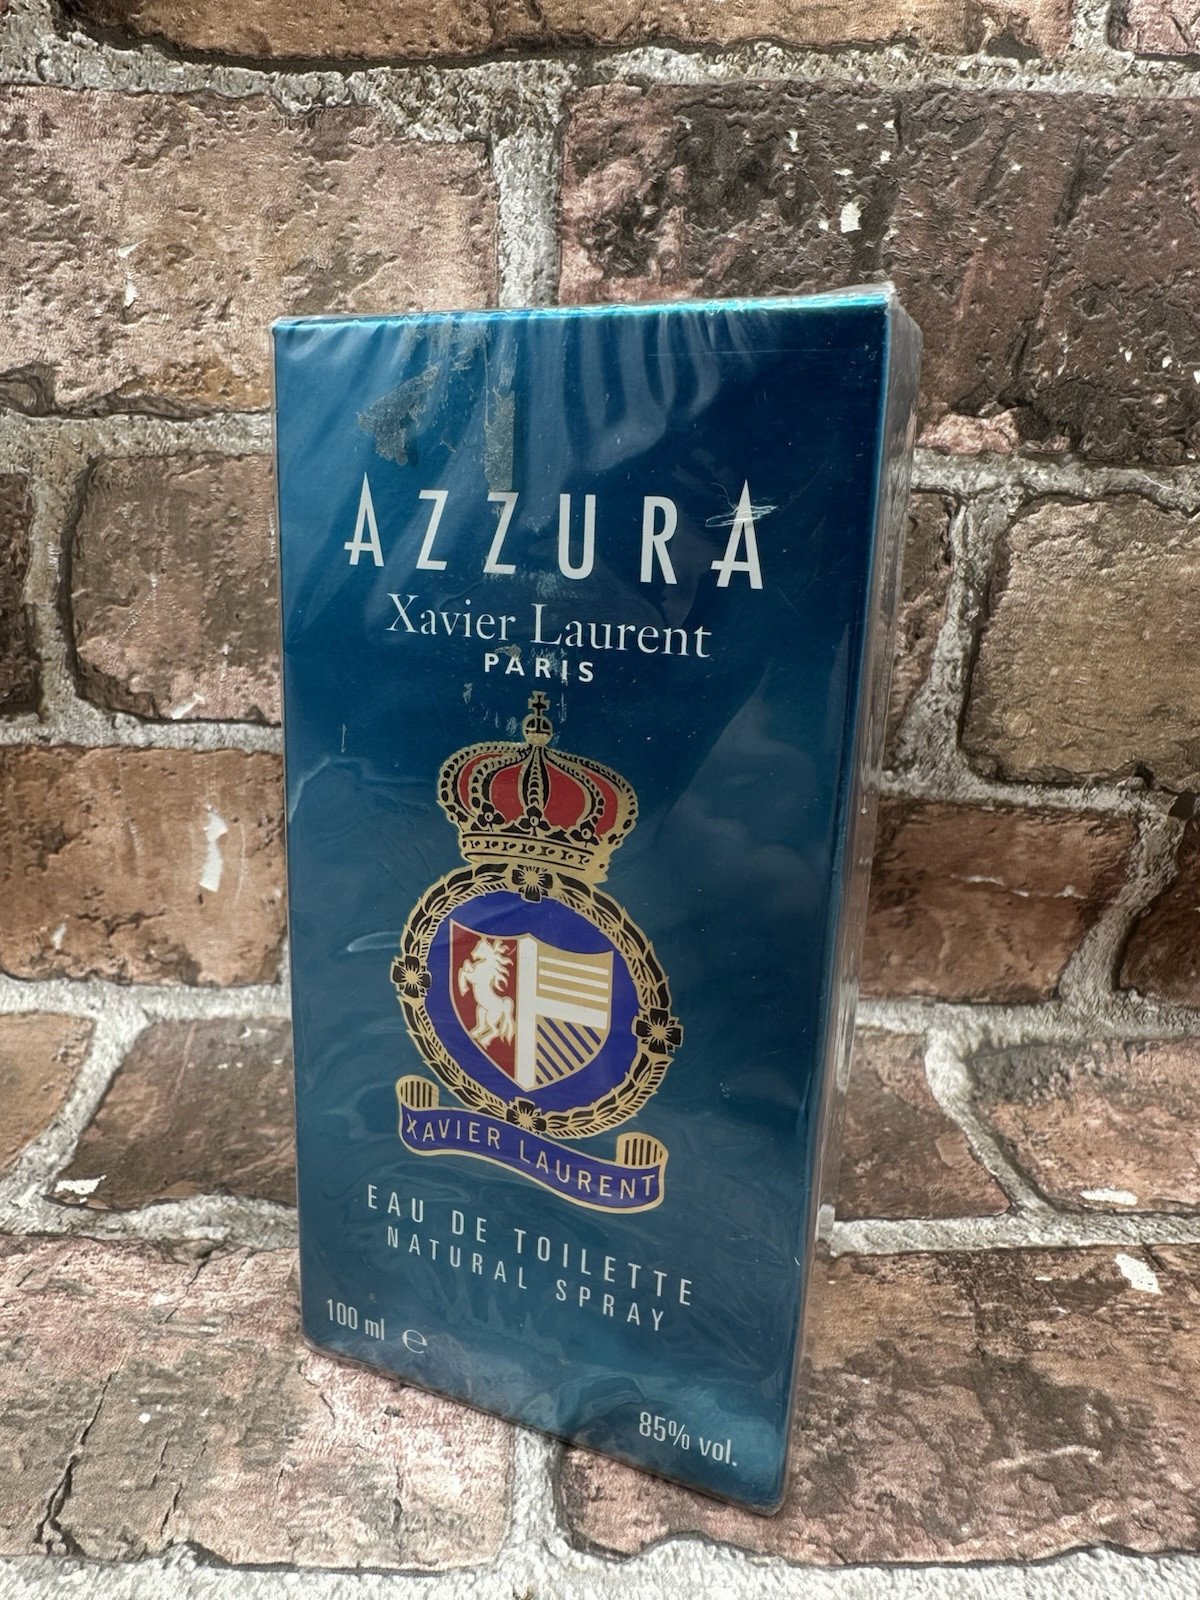 AZZURA
Xavier Laurent
PARIS
XAVIER LAURENT
EAU DE TOILETTE
NATURAL SPRAY
100 ml ℮
85% vol.